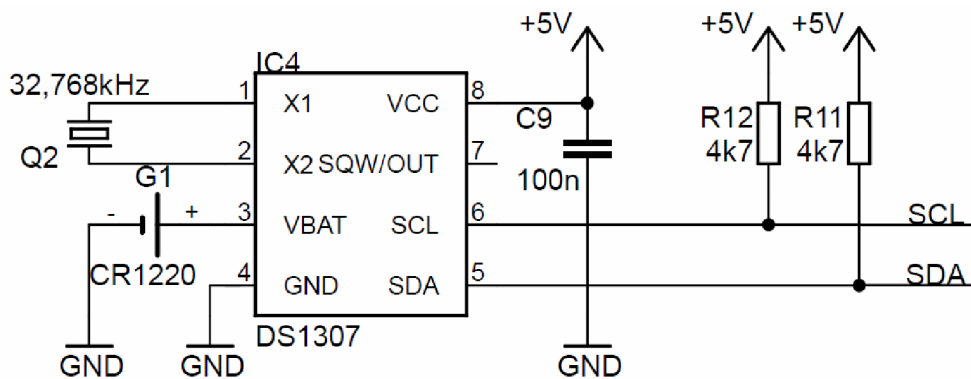 +5V
+5V
+5V
IC4
32,768kHz
1
X1
VCC
8
C9
R12
R11
Q2
2
X2
SQW/OUT
7
4k7
4k7
G1
100n
-
+
3
VBAT
SCL
6
SCL
CR1220
4
GND
SDA
5
SDA
DS1307
GND
GND
GND